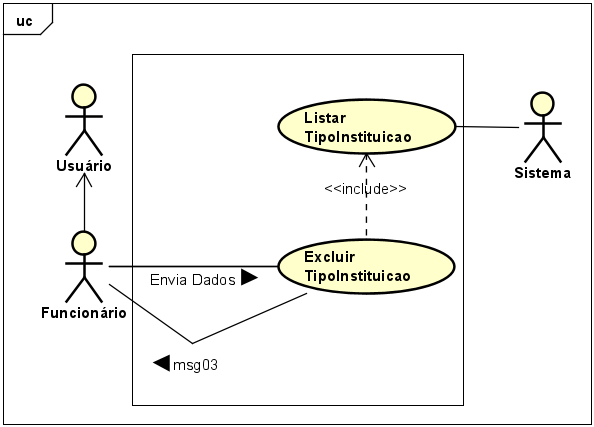 uc
Listar
TipoInstituicao
Usuário
Sistema
<<include>>
Excluir
TipoInstituicao
Envia Dados
Funcionário
msg03